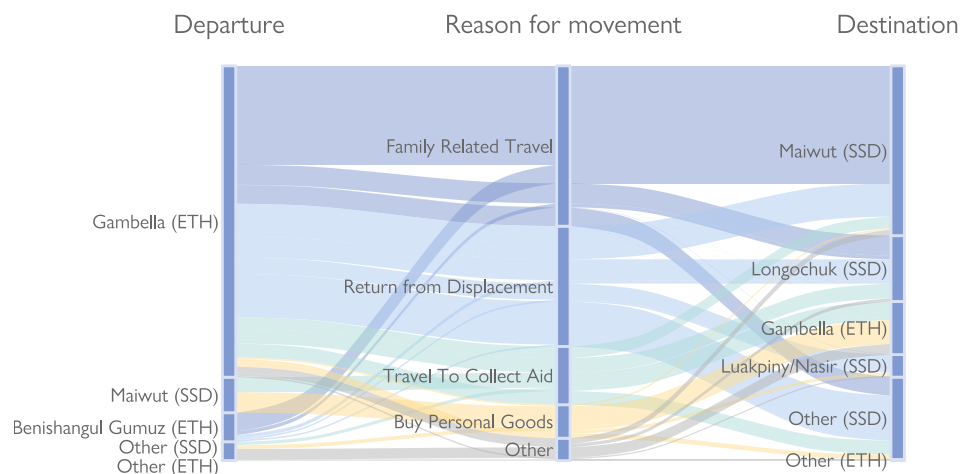 Departure
Reason for movement
Destination
Gambella (ETH)
Maiwut (SSD)
Benishangul Gumuz (ETH)
Other (SSD)
Other (ETH)
Family Related Travel
Return from Displacement
Travel To Collect Aid
Buy Personal Goods
Other
Maiwut (SSD)
Longochuk (SSD)
Gambella (ETH)
Luakpiny/Nasir (SSD)
Other (SSD)
Other (ETH)